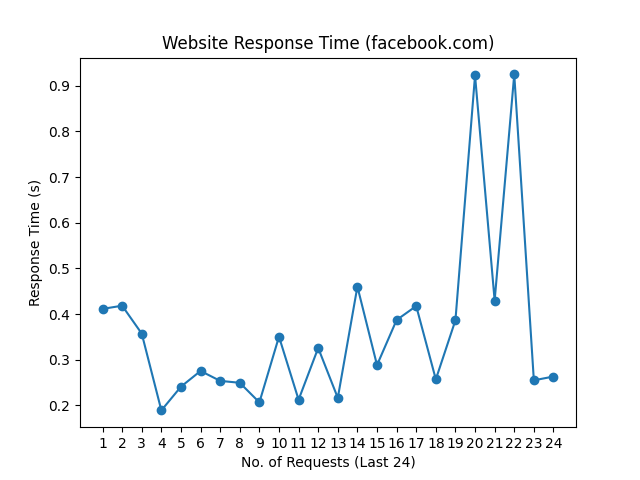 Website Response Time (facebook.com)
Response Time (s)
0.9
0.8
0.7
0.6
0.5
0.4
0.3
0.2
1 2 3 4 5 6 7 8 9 10 11 12 13 14 15 16 17 18 19 20 21 22 23 24
No. of Requests (Last 24)